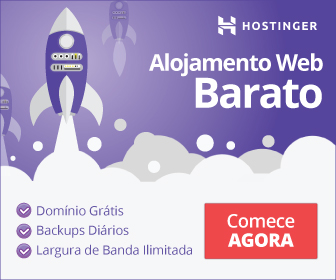 HOSTINGER
Alojamento Web
Barato
Domínio Grátis
Backups Diários
Largura de Banda Ilimitada
Comece
AGORA